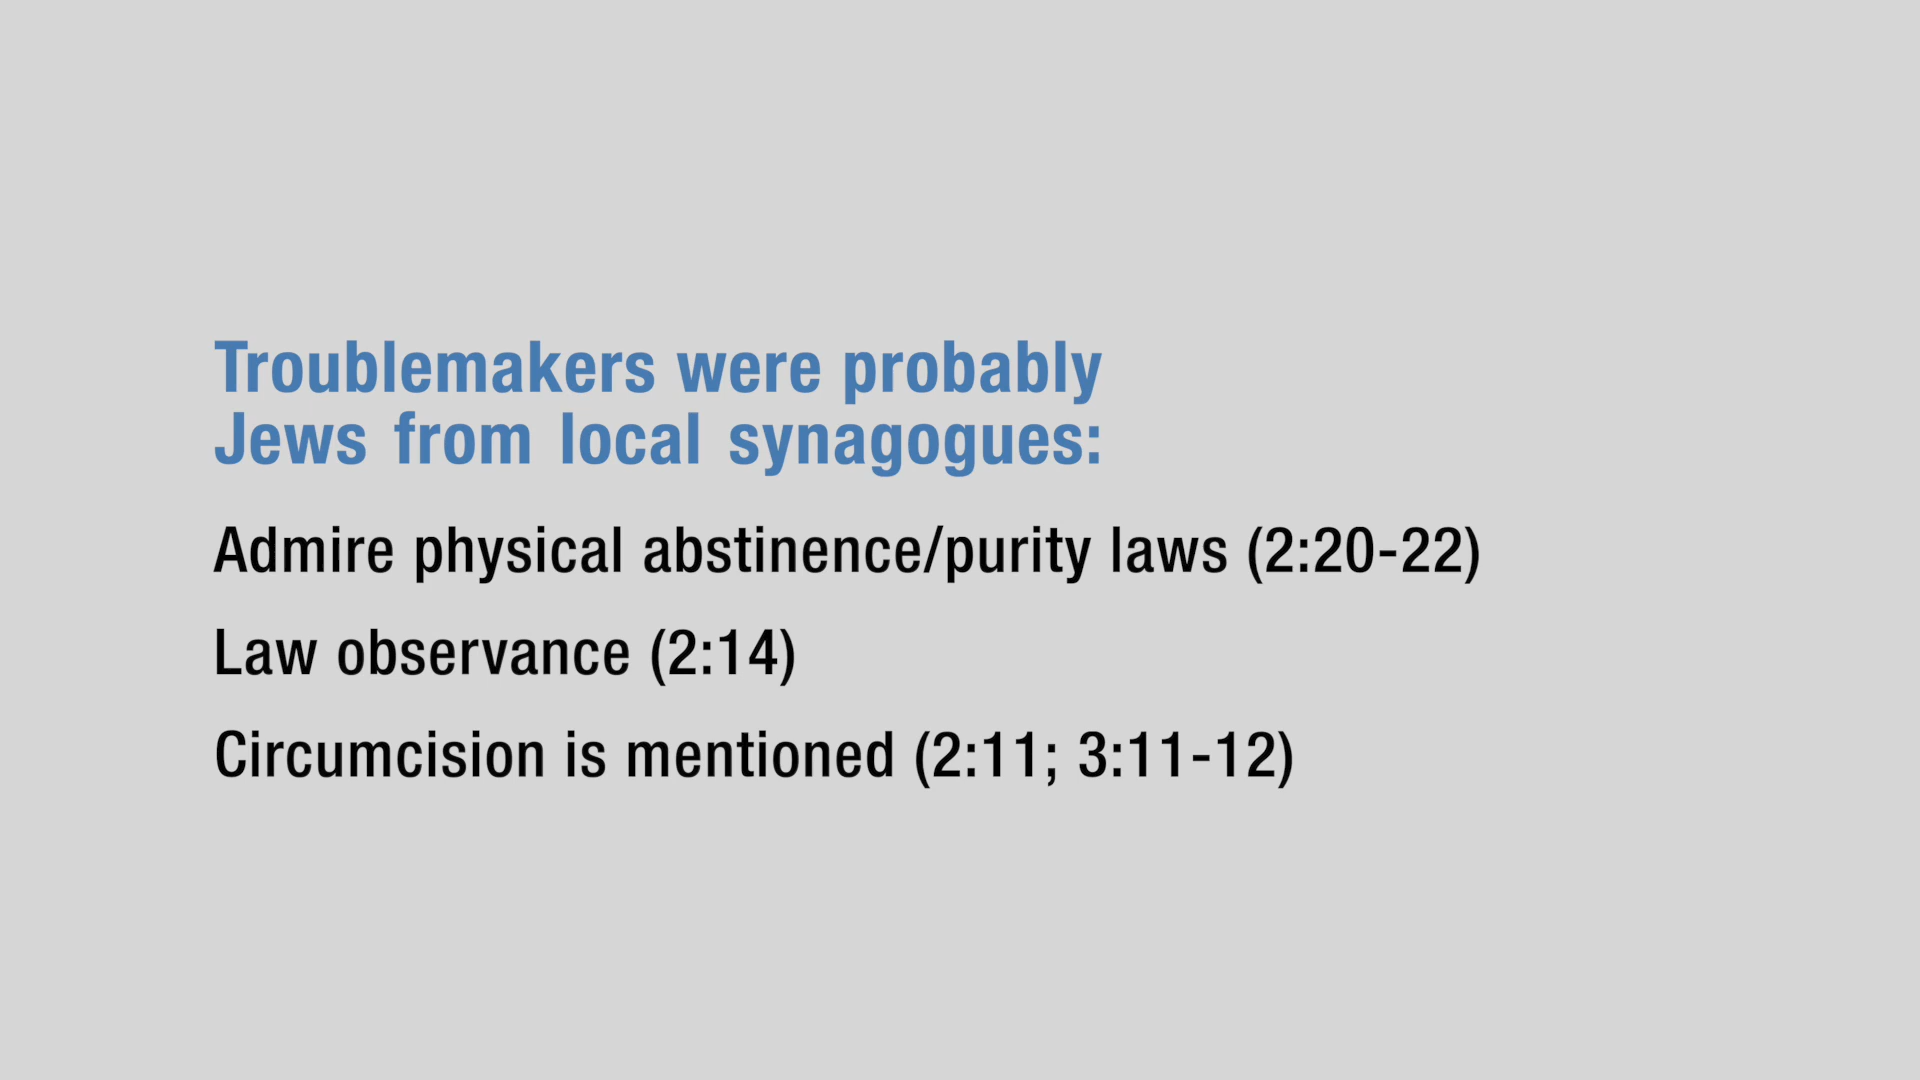 Troublemakers were probably
Jews from local synagogues:
Admire physical abstinence/purity laws (2:20-22)
Law observance (2:14)
Circumcision is mentioned (2:11; 3:11-12)